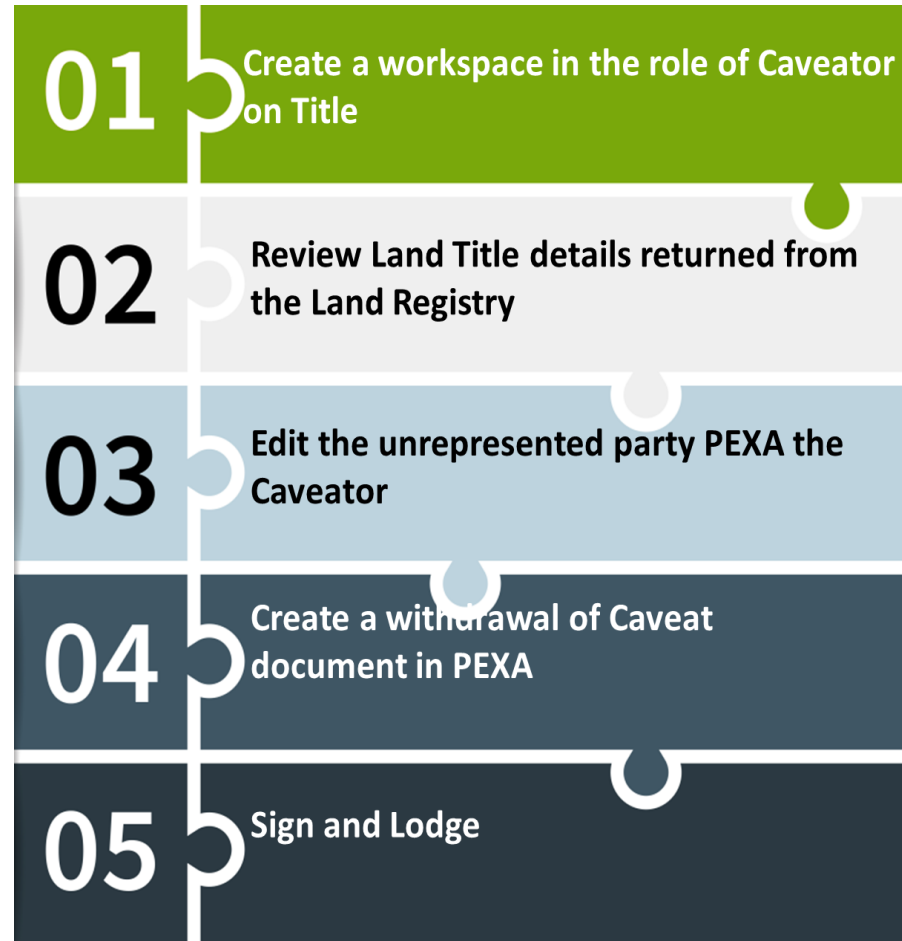 01
Create a workspace in the role of Caveator
on Title
02
Review Land Title details returned from
the Land Registry
03
Edit the unrepresented party PEXA the
Caveator
04
Create a withdrawal of Caveat
document in PEXA
05
Sign and Lodge